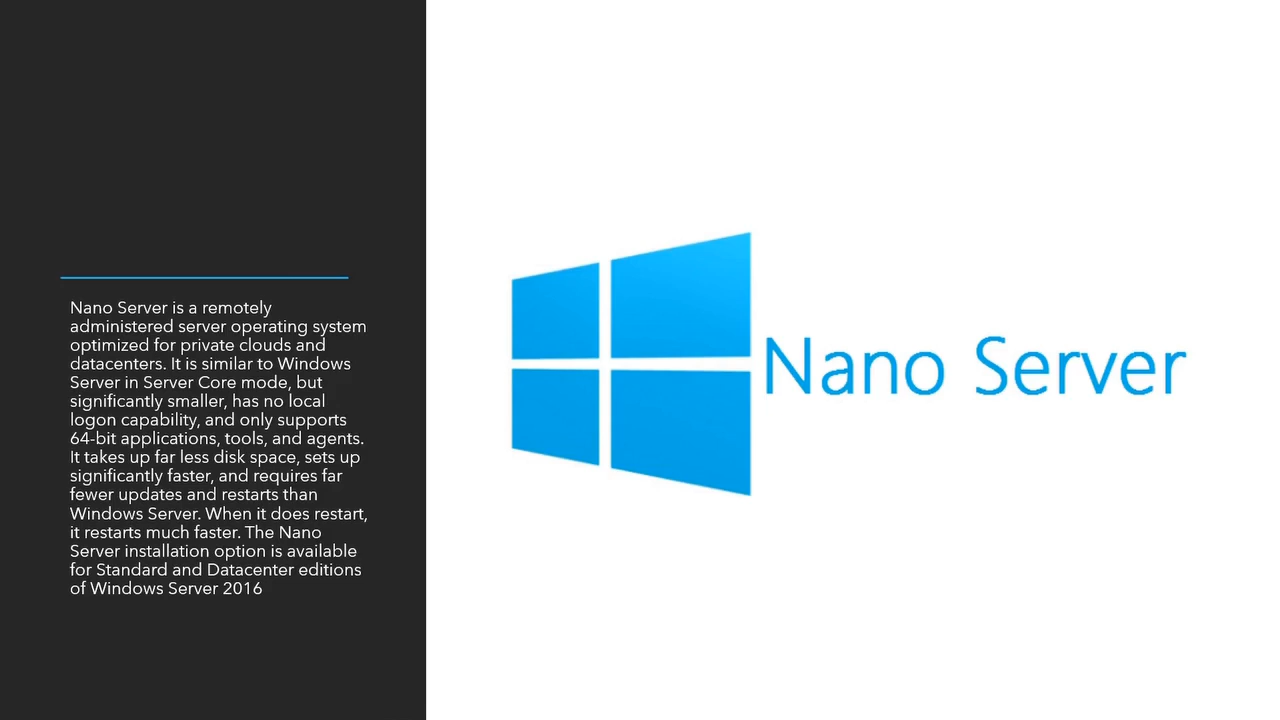 Nano Server is a remotely
administered server operating system
optimized for private clouds and
datacenters. It is similar to Windows
Server in Server Core mode, but
significantly smaller, has no local
logon capability, and only supports
64-bit applications, tools, and agents.
It takes up far less disk space, sets up
significantly faster, and requires far
fewer updates and restarts than
Windows Server. When it does restart,
it restarts much faster. The Nano
Server installation option is available
for Standard and Datacenter editions
of Windows Server 2016
Nano Server